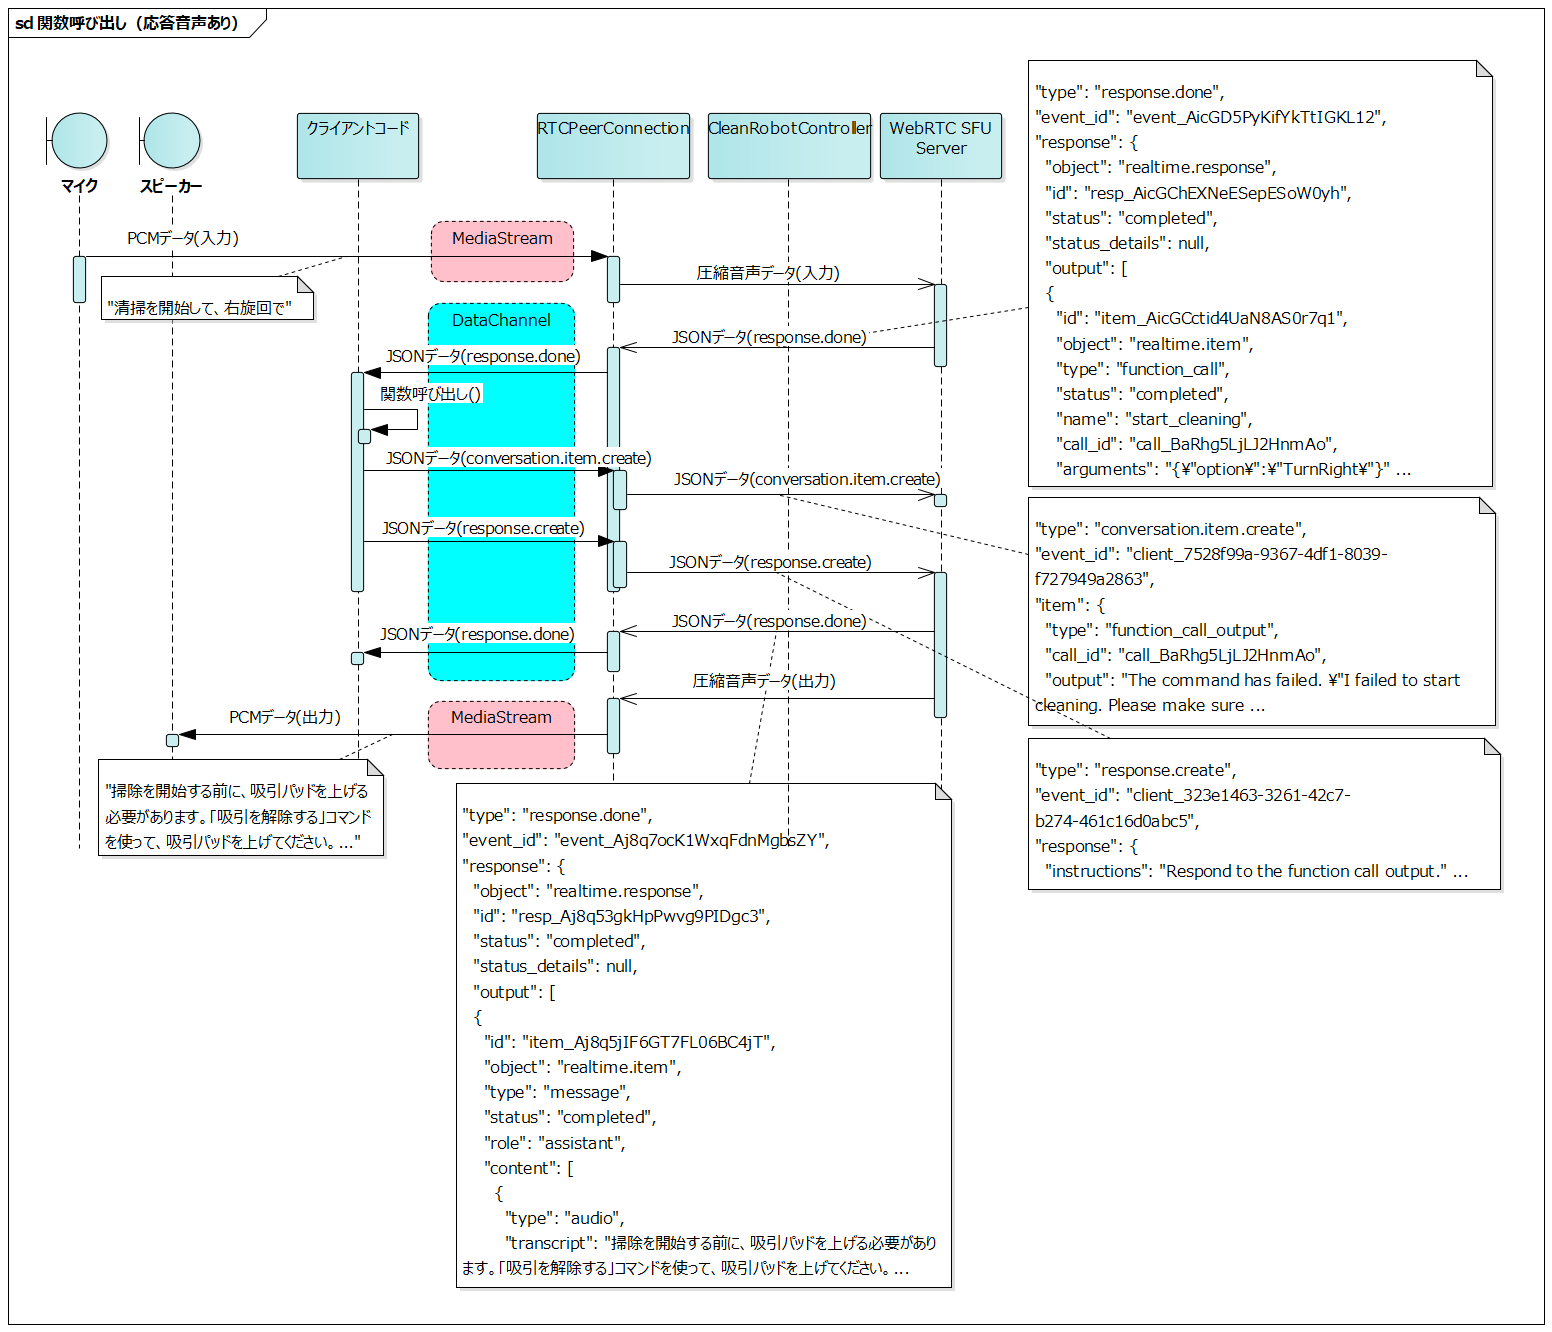 sd 関数呼び出し（応答音声あり）
マイク
スピーカー
クライアントコード
RTCPeerConnection
CleanRobotController
WebRTC SFU
Server
PCMデータ(入力)
MediaStream
圧縮音声データ(入力)
"清掃を開始して、右旋回で"
DataChannel
JSONデータ(response.done)
JSONデータ(response.done)
関数呼び出し()
JSONデータ(conversation.item.create)
JSONデータ(conversation.item.create)
JSONデータ(response.create)
JSONデータ(response.create)
JSONデータ(response.done)
JSONデータ(response.done)
圧縮音声データ(出力)
PCMデータ(出力)
MediaStream
"掃除を開始する前に、吸引パッドを上げる
必要があります。「吸引を解除する」コマンド
を使って、吸引パッドを上げてください。..."
"type": "response.done",
"event_id": "event_AicGD5PyKifYkTtIGKL12",
"response": {
"object": "realtime.response",
"id": "resp_AicGChEXNeESepESoW0yh",
"status": "completed",
"status_details": null,
"output": [
{
"id": "item_AicGCctid4UaN8AS0r7q1",
"object": "realtime.item",
"type": "function_call",
"status": "completed",
"name": "start_cleaning",
"call_id": "call_BaRhg5LjLJ2HnmAo",
"arguments": "{¥"option¥":¥"TurnRight¥"}" ...
"type": "conversation.item.create",
"event_id": "client_7528f99a-9367-4df1-8039-
f727949a2863",
"item": {
"type": "function_call_output",
"call_id": "call_BaRhg5LjLJ2HnmAo",
"output": "The command has failed. ¥"I failed to start
cleaning. Please make sure ...
"type": "response.create",
"event_id": "client_323e1463-3261-42c7-
b274-461c16d0abc5",
"response": {
"instructions": "Respond to the function call output." ...
"type": "response.done",
"event_id": "event_Aj8q7ocK1WxqFdnMgbsZY",
"response": {
"object": "realtime.response",
"id": "resp_Aj8q53gkHpPwvg9PIDgc3",
"status": "completed",
"status_details": null,
"output": [
{
"id": "item_Aj8q5jIF6GT7FL06BC4jT",
"object": "realtime.item",
"type": "message",
"status": "completed",
"role": "assistant",
"content": [
{
"type": "audio",
"transcript": "掃除を開始する前に、吸引パッドを上げる必要があり
ます。「吸引を解除する」コマンドを使って、吸引パッドを上げてください。...